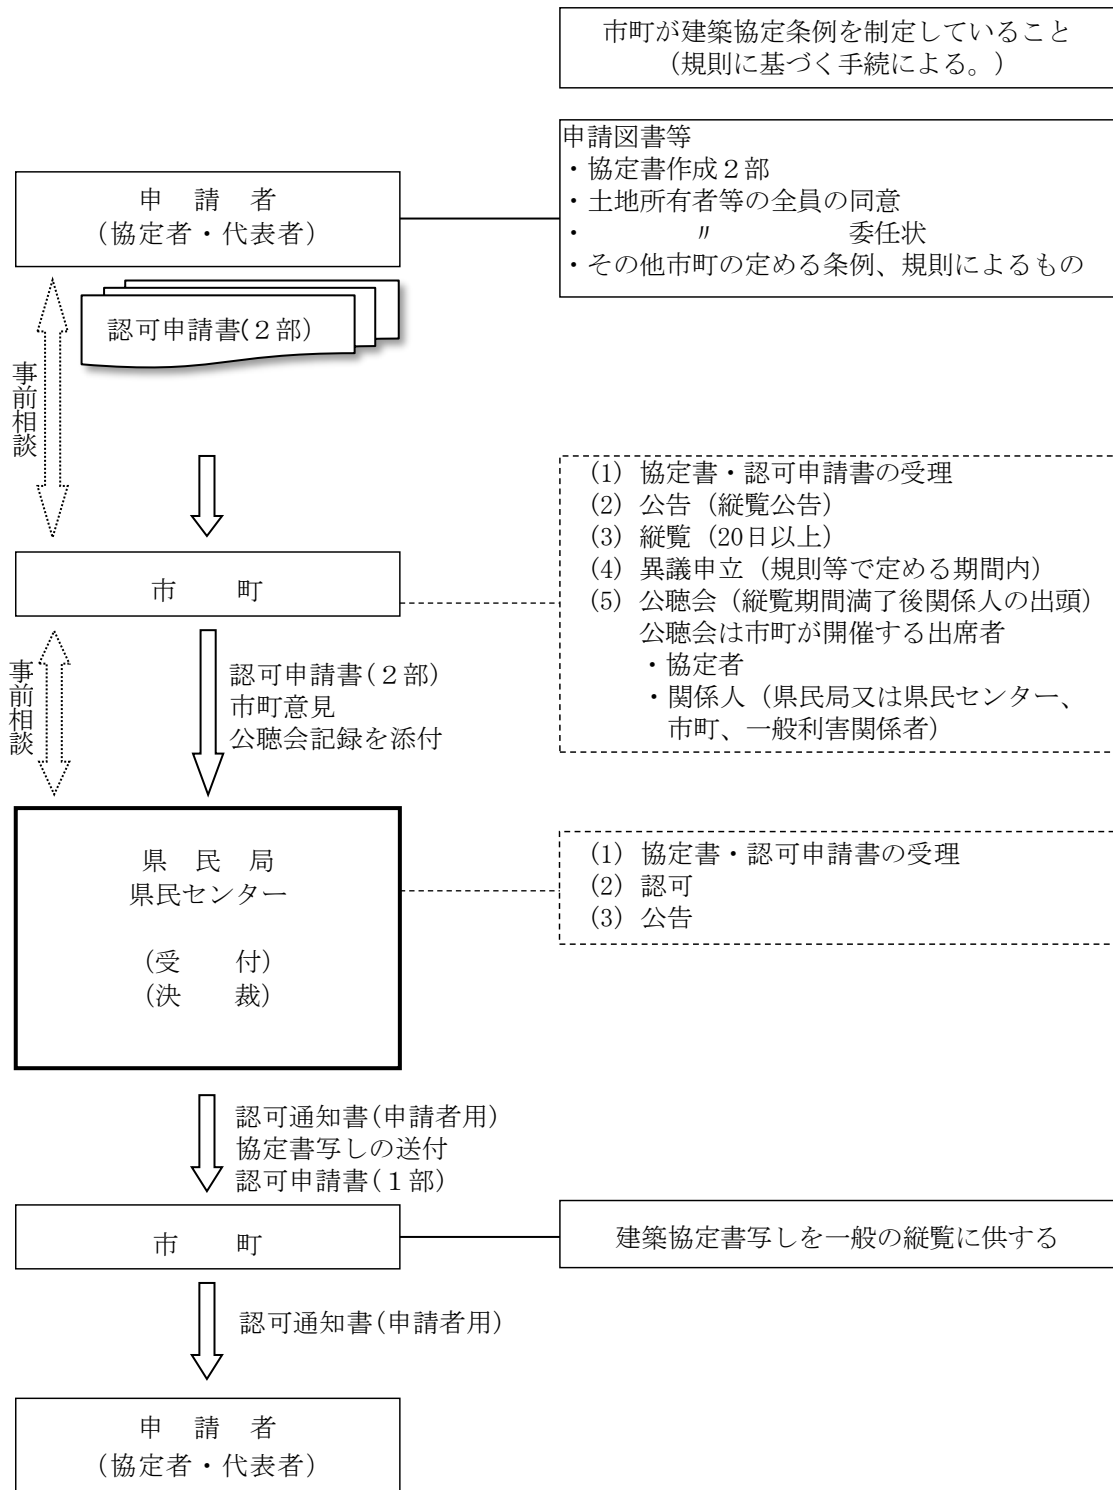 市町が建築協定条例を制定していること
(規則に基づく手続による。)
申請図書等
・協定書作成2部
・土地所有者等の全員の同意
・　　　〃　　　　　委任状
・その他市町の定める条例、規則によるもの
申　請　者
(協定者・代表者)
認可申請書(2部)
事前相談
(1) 協定書・認可申請書の受理
(2) 公告(縦覧公告)
(3) 縦覧(20日以上)
(4) 異議申立(規則等で定める期間内)
(5) 公聴会(縦覧期間満了後関係人の出頭)
公聴会は市町が開催する出席者
・協定者
・関係人(県民局又は県民センター、
市町、一般利害関係者)
市　　町
事前相談
認可申請書(2部)
市町意見
公聴会記録を添付
県　民　局
県民センター
(受　　付)
(決　　裁)
(1) 協定書・認可申請書の受理
(2) 認可
(3) 公告
認可通知書(申請者用)
協定書写しの送付
認可申請書(1部)
市　　町
建築協定書写しを一般の縦覧に供する
認可通知書(申請者用)
申　請　者
(協定者・代表者)